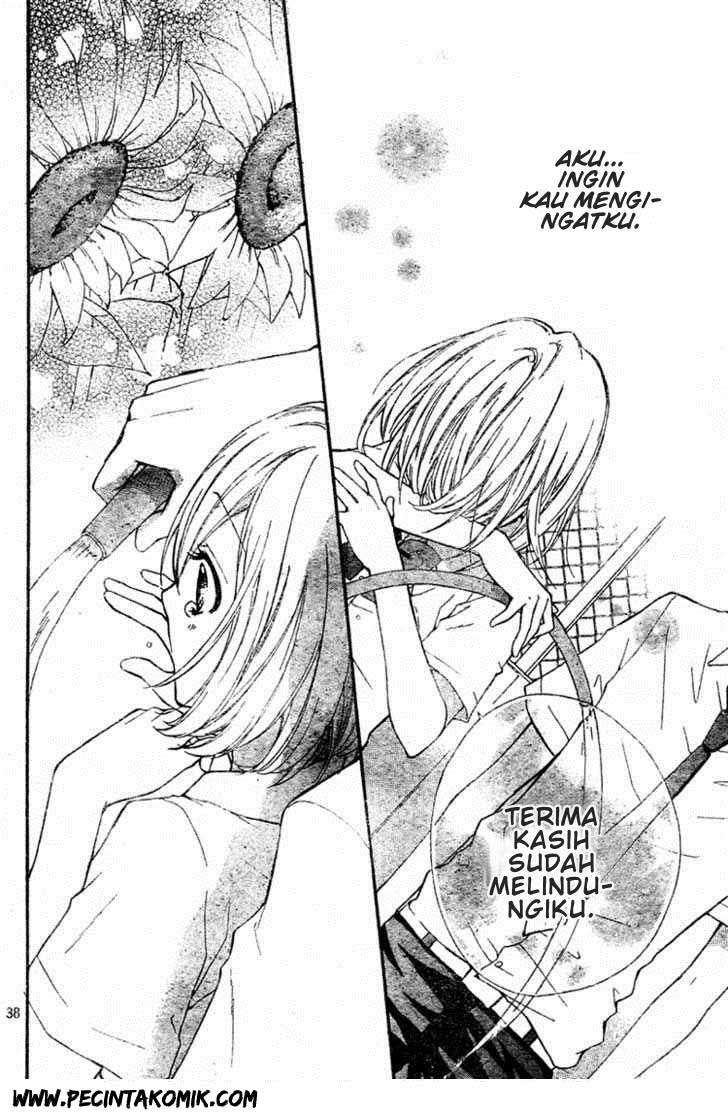 AKU...
INGIN
KAU MENGI-
NGATKU.
TERIMA
KASIH
SUDAH
MELINDU-
NGIKU.
38
WWW.PECINTAKOMIK.COM